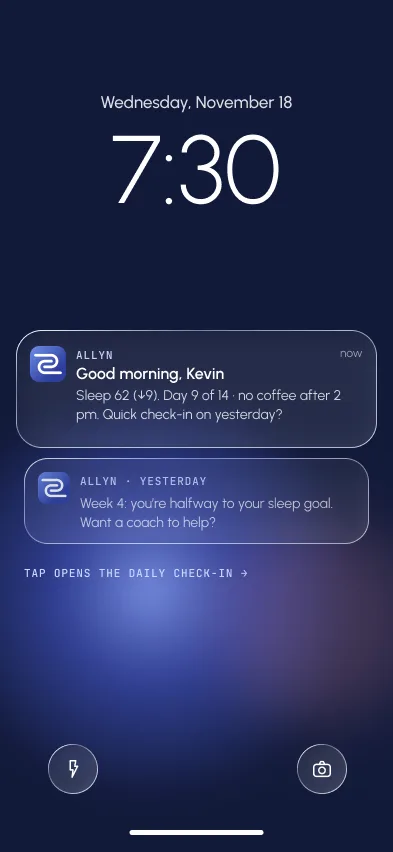 Wednesday, November 18
7:30
ALLYN
now
Good morning, Kevin
Sleep 62 (↓9). Day 9 of 14 · no coffee after 2
pm. Quick check-in on yesterday?
ALLYN · YESTERDAY
Week 4: you're halfway to your sleep goal.
Want a coach to help?
TAP OPENS THE DAILY CHECK-IN →